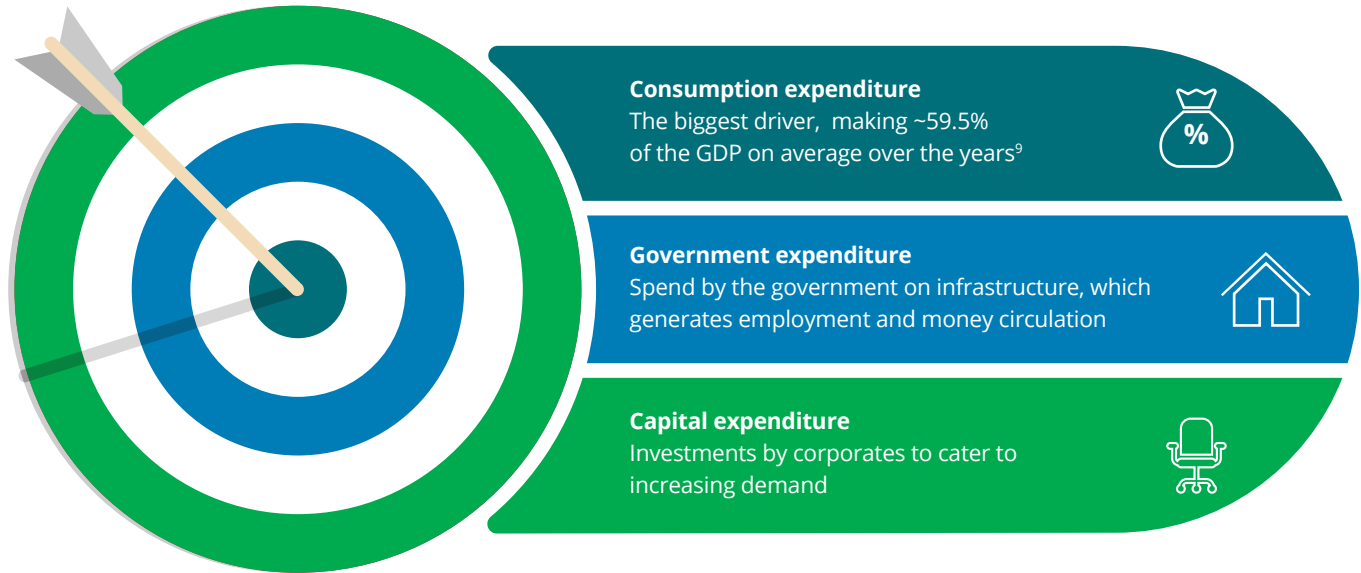 Consumption expenditure
The biggest driver, making ~59.5%
of the GDP on average over the years⁹
%
Government expenditure
Spend by the government on infrastructure, which
generates employment and money circulation
Capital expenditure
Investments by corporates to cater to
increasing demand